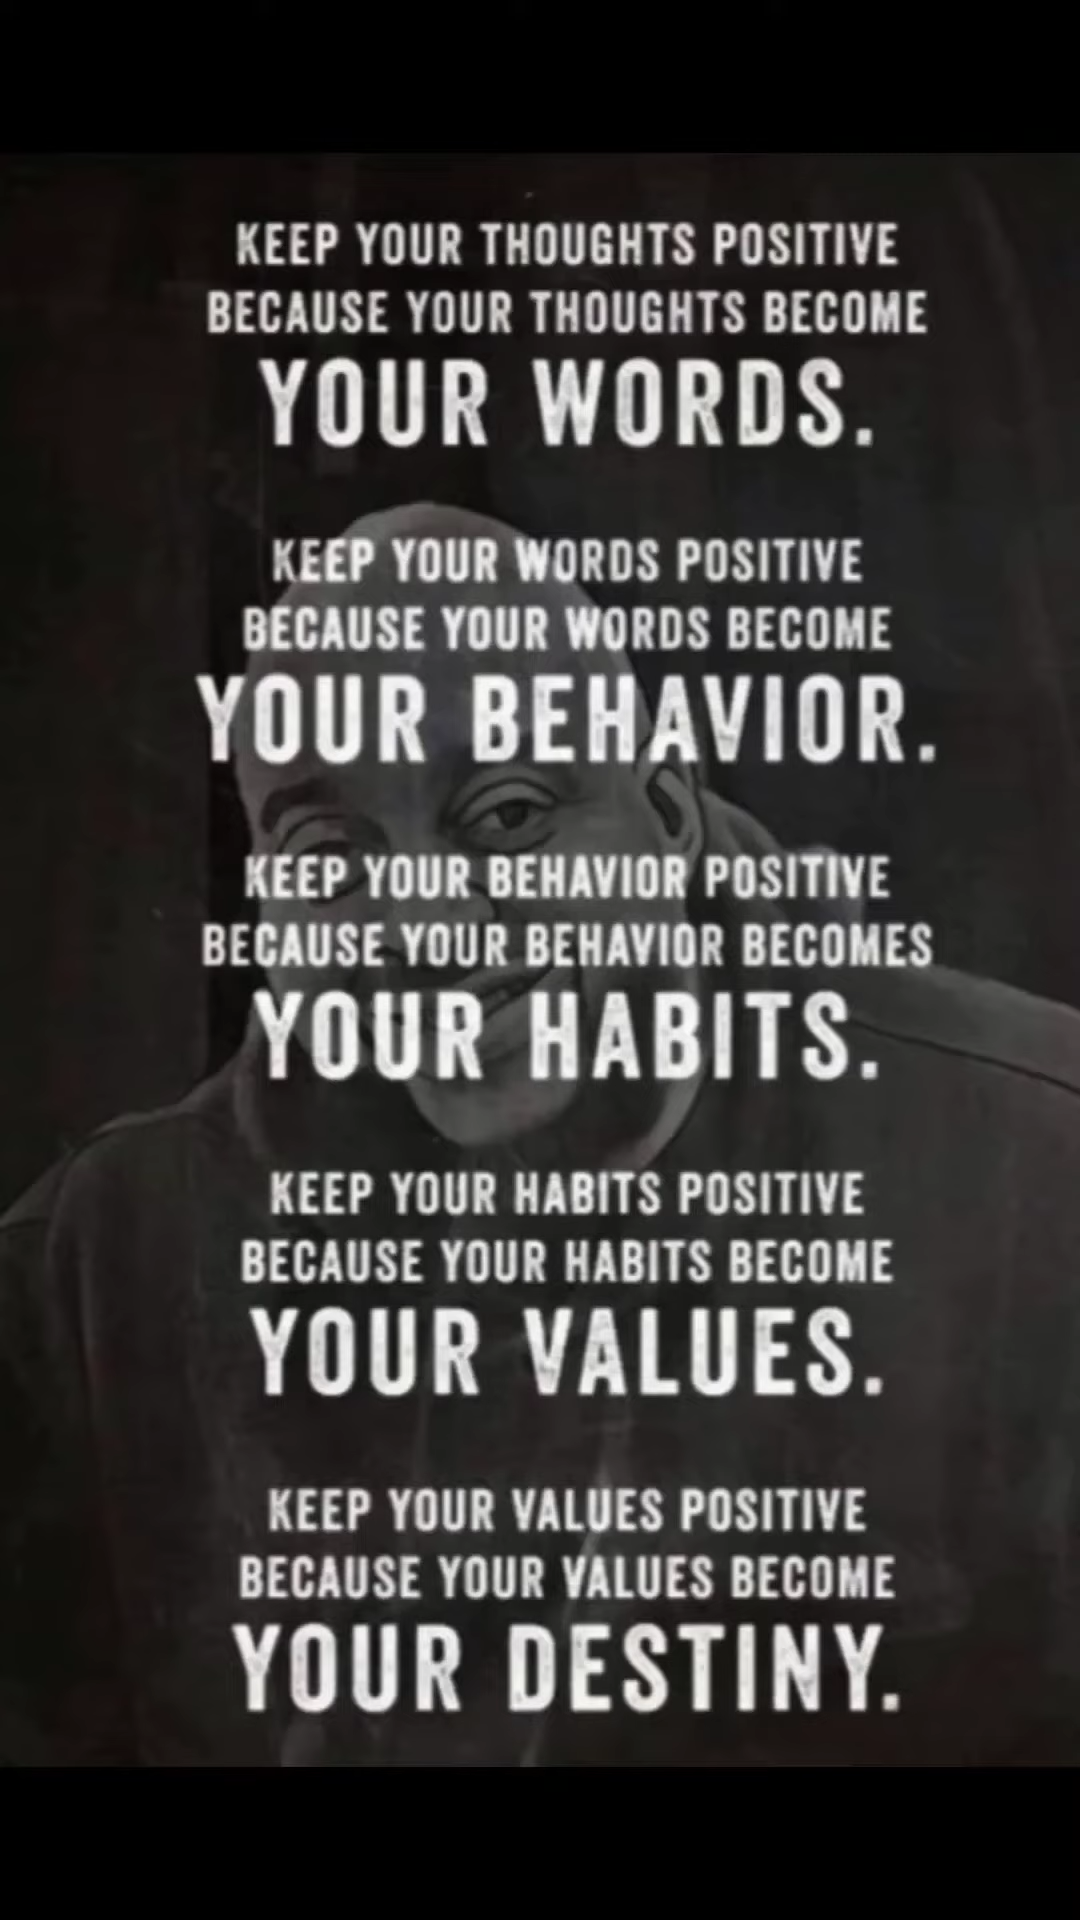 KEEP YOUR THOUGHTS POSITIVE
BECAUSE YOUR THOUGHTS BECOME
YOUR WORDS.
KEEP YOUR WORDS POSITIVE
BECAUSE YOUR WORDS BECOME
YOUR BEHAVIOR.
KEEP YOUR BEHAVIOR POSITIVE
BECAUSE YOUR BEHAVIOR BECOMES
YOUR HABITS.
KEEP YOUR HABITS POSITIVE
BECAUSE YOUR HABITS BECOME
YOUR VALUES.
KEEP YOUR VALUES POSITIVE
BECAUSE YOUR VALUES BECOME
YOUR DESTINY.